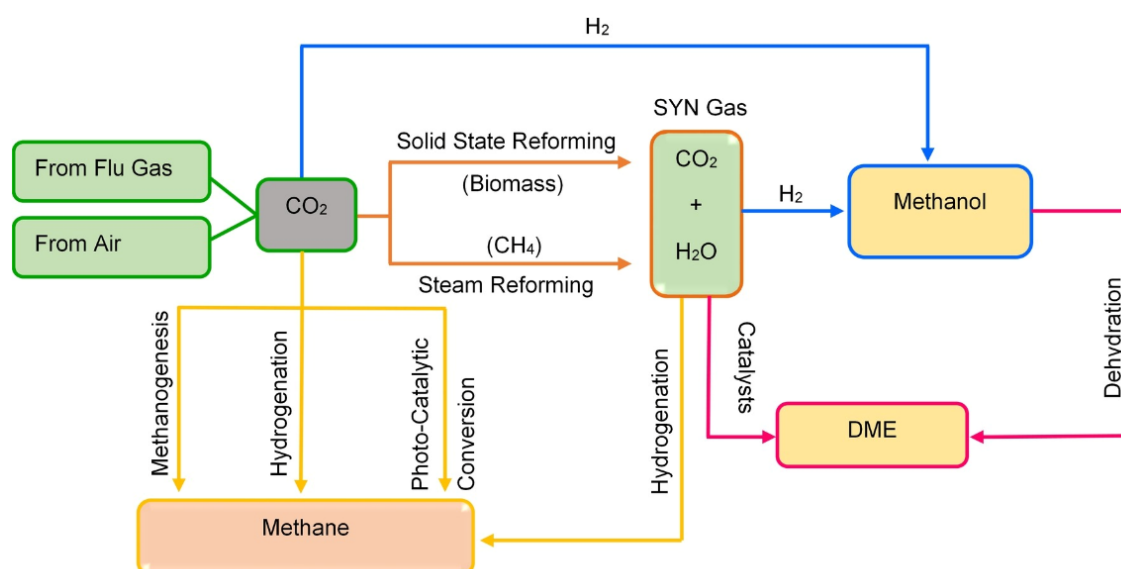 H₂
SYN Gas
From Flu Gas
From Air
CO₂
Solid State Reforming
(Biomass)
(CH₄)
Steam Reforming
CO₂
+
H₂O
H₂
Methanol
Methanogenesis
Hydrogenation
Photo-Catalytic
Conversion
Hydrogenation
Catalysts
Dehydration
DME
Methane